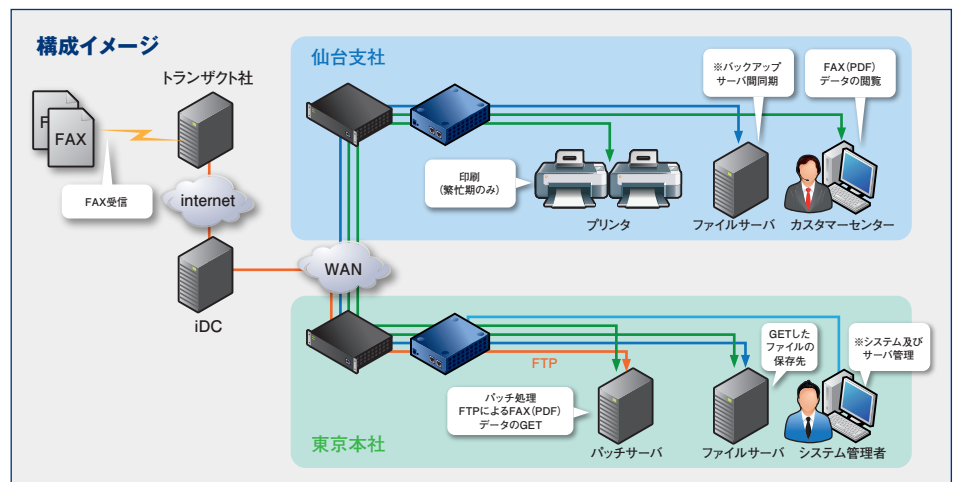 構成イメージ
トランザクト社
F
FAX
FAX受信
internet
iDC
WAN
仙台支社
※バックアップ
サーバ間同期
FAX（PDF）
データの閲覧
印刷
（繁忙期のみ）
プリンタ
ファイルサーバ
カスタマーセンター
FTP
GETした
ファイルの
保存先
※システム及び
サーバ管理
バッチ処理
FTPによるFAX（PDF）
データのGET
東京本社
バッチサーバ
ファイルサーバ
システム管理者